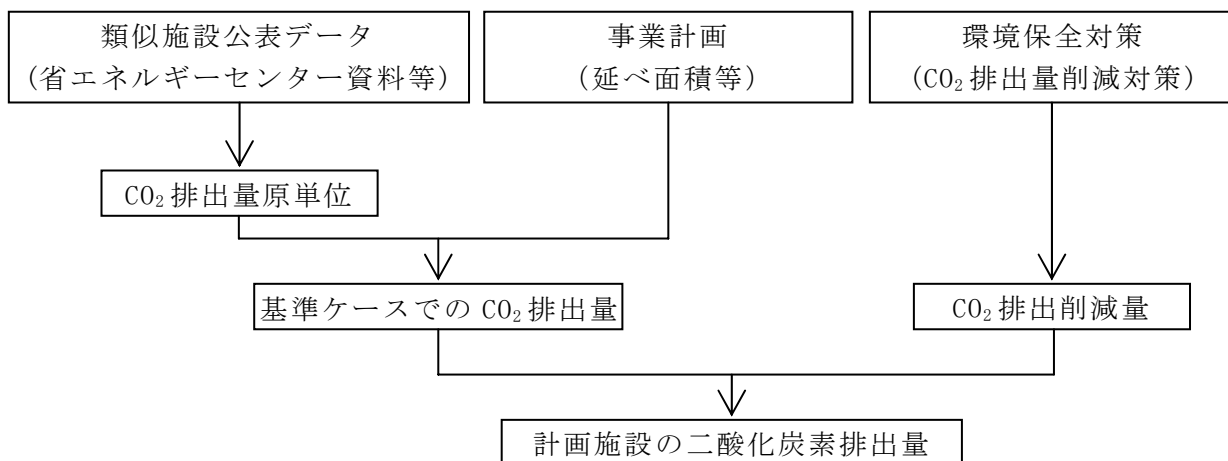 類似施設公表データ
(省エネルギーセンター資料等)
事業計画
(延べ面積等)
環境保全対策
(CO₂排出量削減対策)
CO₂排出量原単位
基準ケースでの CO₂排出量
CO₂排出削減量
計画施設の二酸化炭素排出量